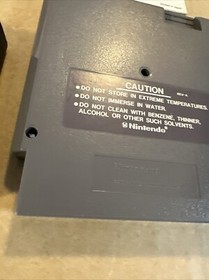 CAUTION
REV-A
• DO NOT STORE IN EXTREME TEMPERATURES.
• DO NOT IMMERSE IN WATER.
• DO NOT CLEAN WITH BENZENE, THINNER,
ALCOHOL OR OTHER SUCH SOLVENTS.
Nintendo®